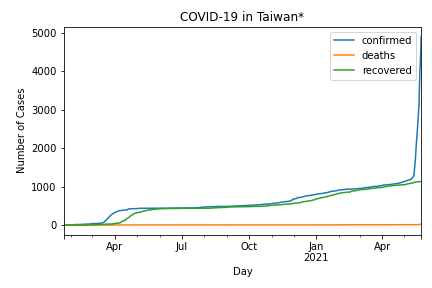 COVID-19 in Taiwan*
confirmed
deaths
recovered
5000
4000
3000
2000
1000
0
Number of Cases
Apr
Jul
Oct
Jan
2021
Apr
Day